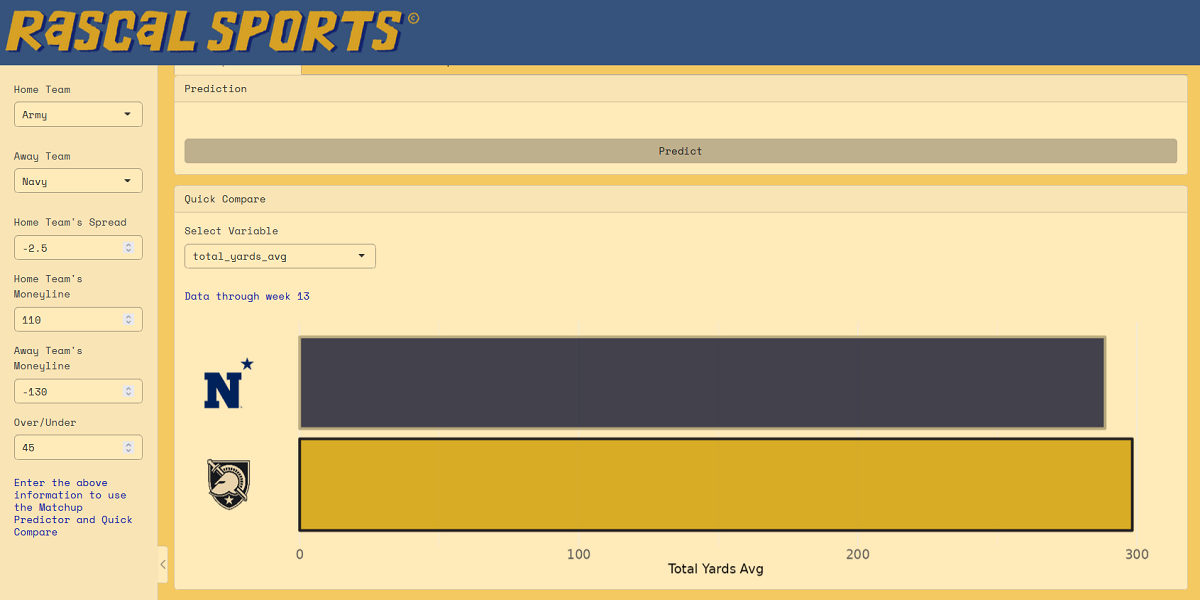 RASCAL SPORTS ©
Home Team
Army
Away Team
Navy
Home Team's Spread
-2.5
Home Team's
Moneyline
110
Away Team's
Moneyline
-130
Over/Under
45
Enter the above
information to use
the Matchup
Predictor and Quick
Compare
Prediction
Predict
Quick Compare
Select Variable
total_yards_avg
Data through week 13
N
0 100 200 300
Total Yards Avg